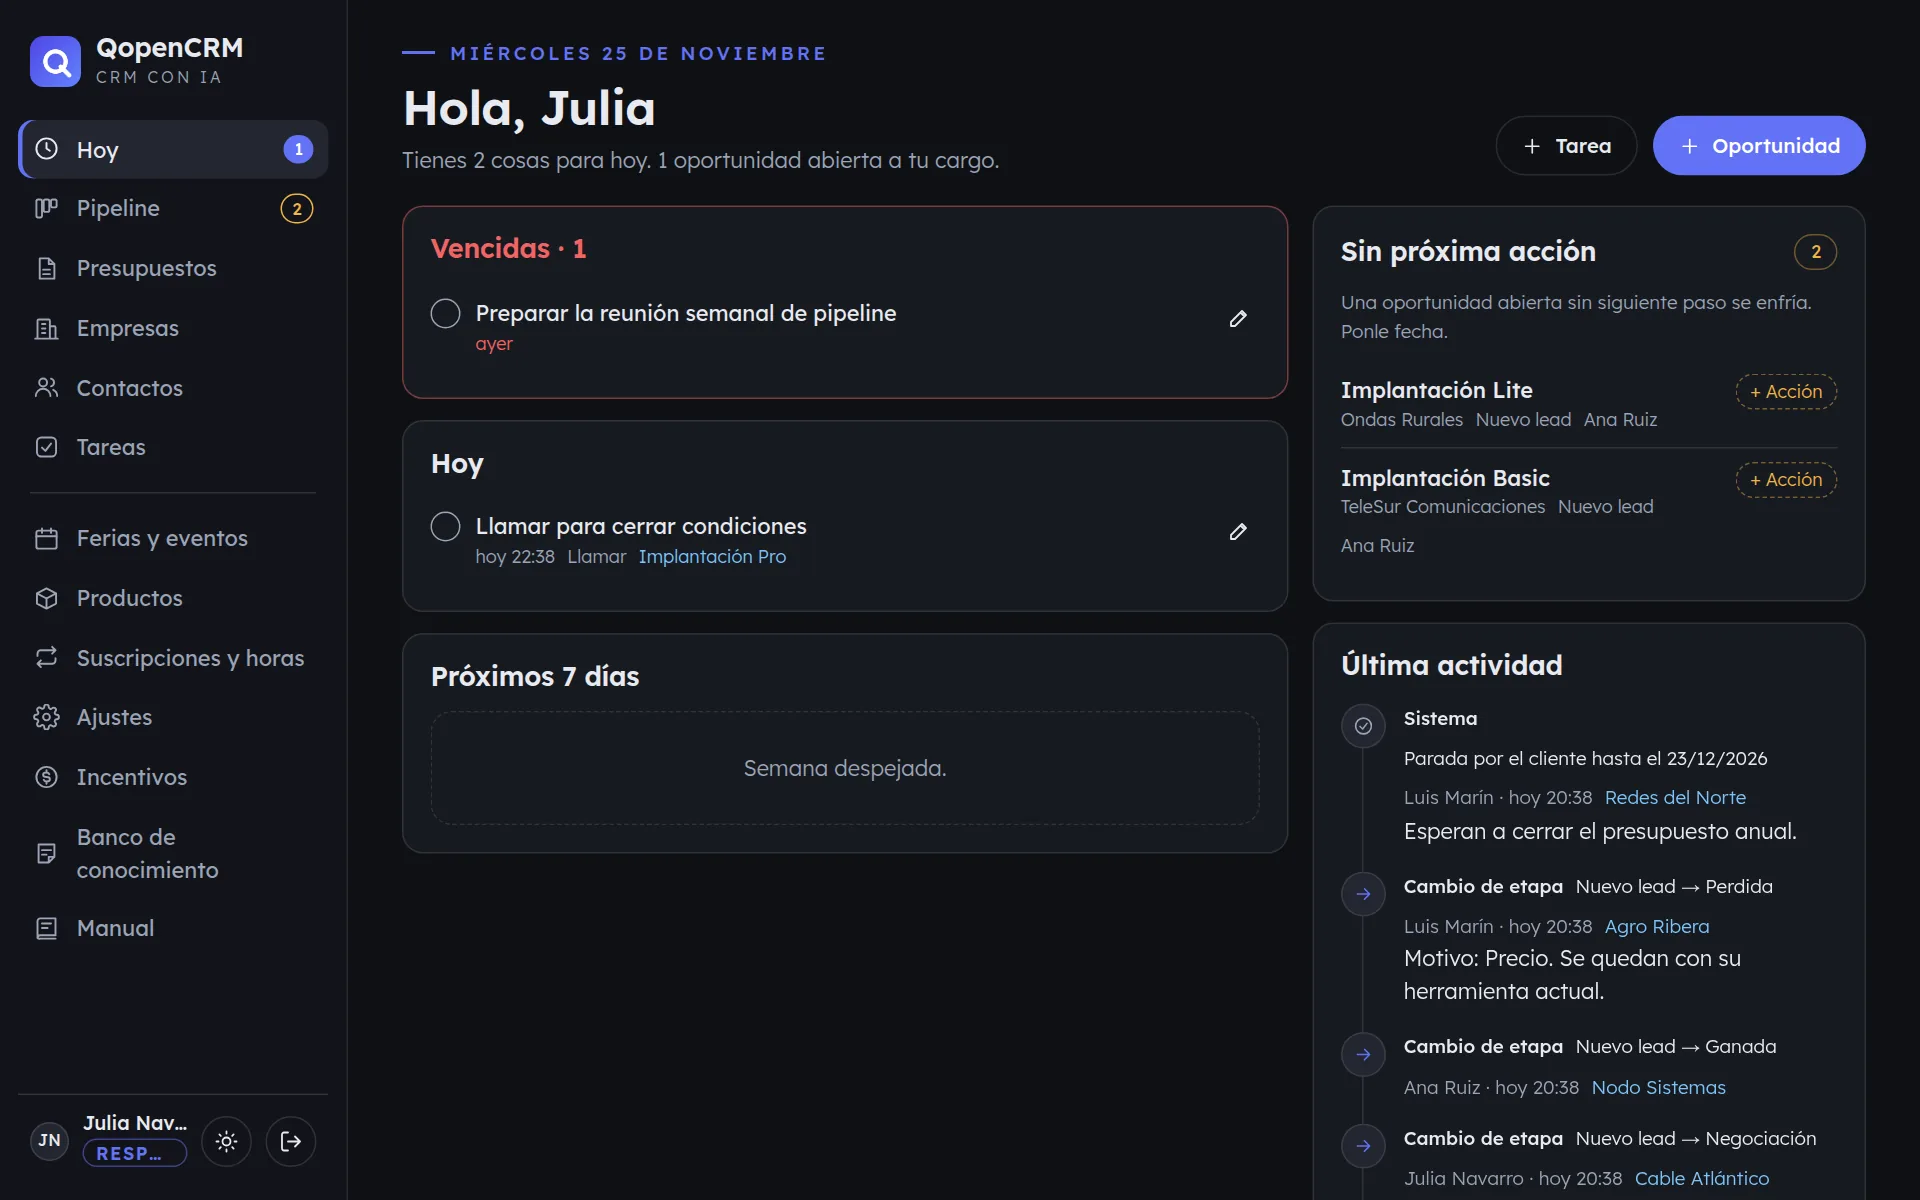 QopenCRM
CRM CON IA
Hoy 1
Pipeline 2
Presupuestos
Empresas
Contactos
Tareas
Ferias y eventos
Productos
Suscripciones y horas
Ajustes
Incentivos
Banco de
conocimiento
Manual
JN
Julia Nav...
RESP...
MIÉRCOLES 25 DE NOVIEMBRE
Hola, Julia
Tienes 2 cosas para hoy. 1 oportunidad abierta a tu cargo.
+ Tarea
+ Oportunidad
Vencidas · 1
Preparar la reunión semanal de pipeline
ayer
Hoy
Llamar para cerrar condiciones
hoy 22:38 Llamar Implantación Pro
Próximos 7 días
Semana despejada.
Sin próxima acción 2
Una oportunidad abierta sin siguiente paso se enfría.
Ponle fecha.
Implantación Lite + Acción
Ondas Rurales Nuevo lead Ana Ruiz
Implantación Basic + Acción
TeleSur Comunicaciones Nuevo lead
Ana Ruiz
Última actividad
Sistema
Parada por el cliente hasta el 23/12/2026
Luis Marín · hoy 20:38 Redes del Norte
Esperan a cerrar el presupuesto anual.
Cambio de etapa Nuevo lead → Perdida
Luis Marín · hoy 20:38 Agro Ribera
Motivo: Precio. Se quedan con su
herramienta actual.
Cambio de etapa Nuevo lead → Ganada
Ana Ruiz · hoy 20:38 Nodo Sistemas
Cambio de etapa Nuevo lead → Negociación
Julia Navarro · hoy 20:38 Cable Atlántico